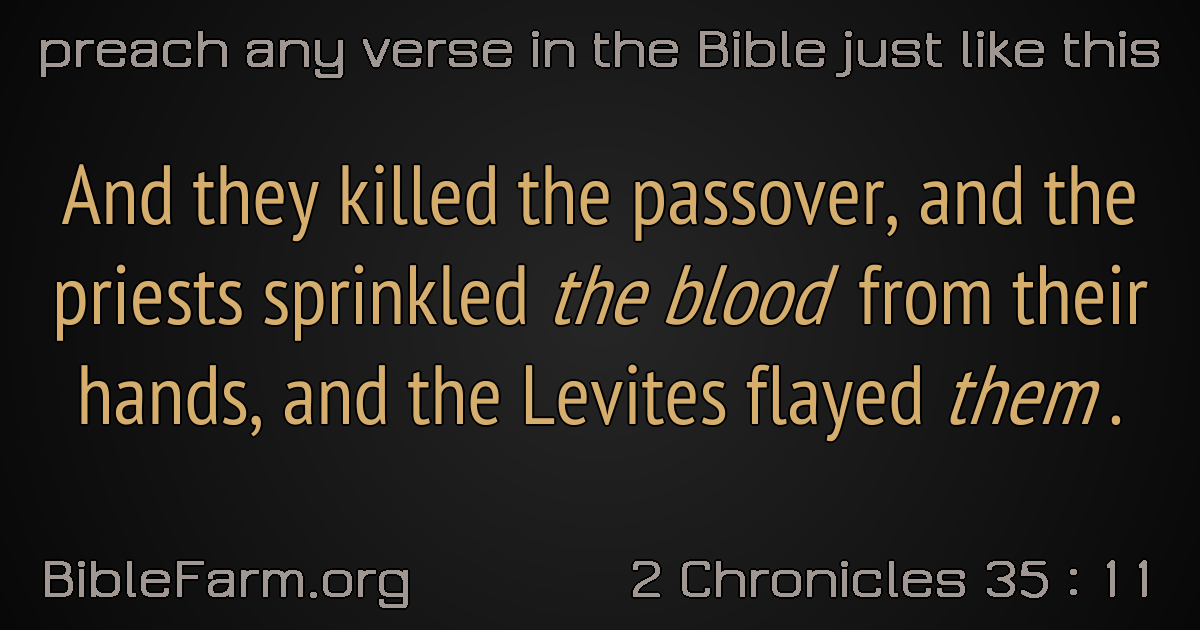 preach any verse in the Bible just like this
And they killed the passover, and the
priests sprinkled the blood from their
hands, and the Levites flayed them .
BibleFarm.org
2 Chronicles 35 : 11